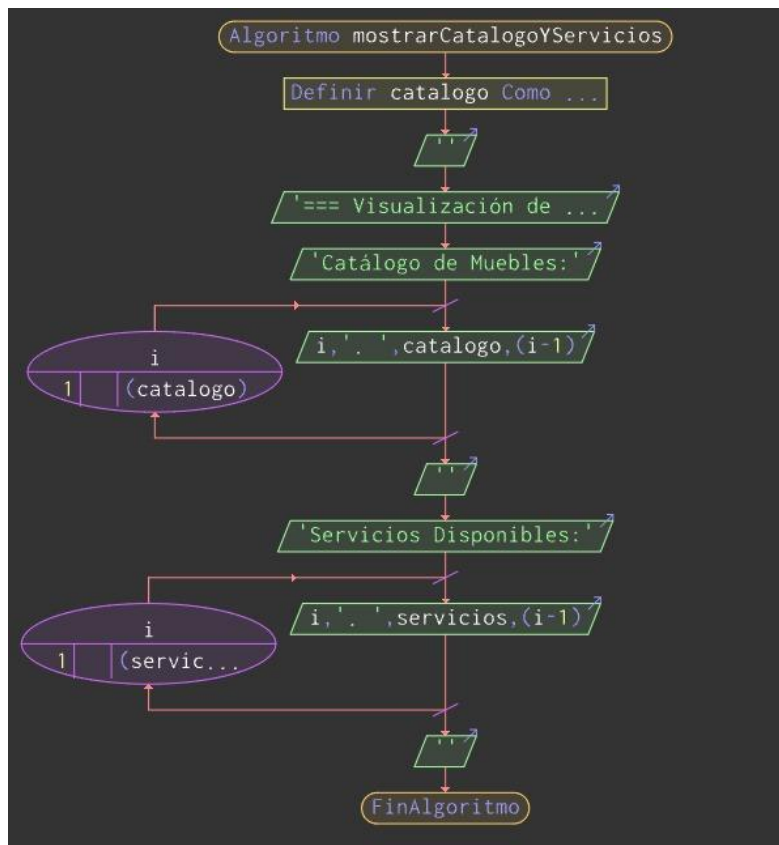 Algoritmo mostrarCatalogoYServicios
Definir catalogo Como ...
''
'=== Visualización de ...
'Catálogo de Muebles:'
i
1 (catalogo)
i,'. ',catalogo,(i-1)
''
'Servicios Disponibles:'
i
1 (servic...
i,'. ',servicios,(i-1)
''
FinAlgoritmo